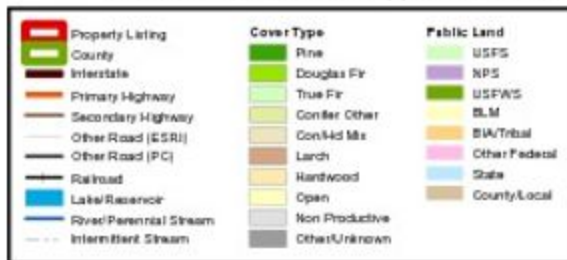 Property Listing
County
Interstate
Primary Highway
Secondary Highway
Other Road (ESRI)
Other Road (PC)
Railroad
Lake/Reservoir
River/Perennial Stream
Intermittent Stream
Cover Type
Pine
Douglas Fir
True Fir
Conifer Other
Con/Hd Mix
Larch
Hardwood
Open
Non Productive
Other/Unknown
Public Land
USFS
NPS
USFWS
BLM
BIA/Tribal
Other Federal
State
County/Local